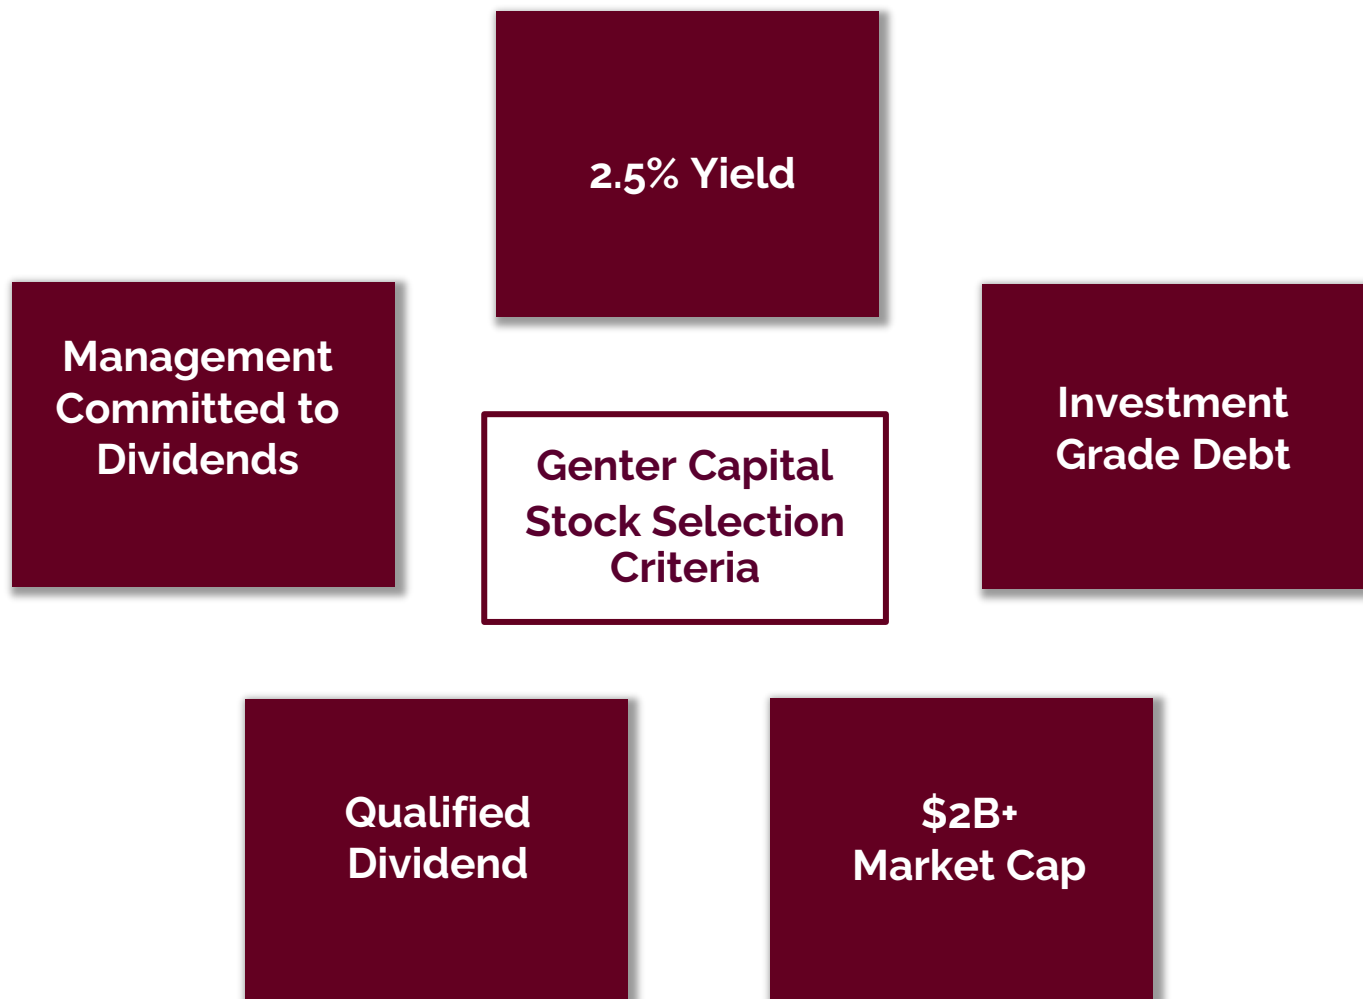 2.5% Yield
Management
Committed to
Dividends
Investment
Grade Debt
Genter Capital
Stock Selection
Criteria
Qualified
Dividend
$2B+
Market Cap